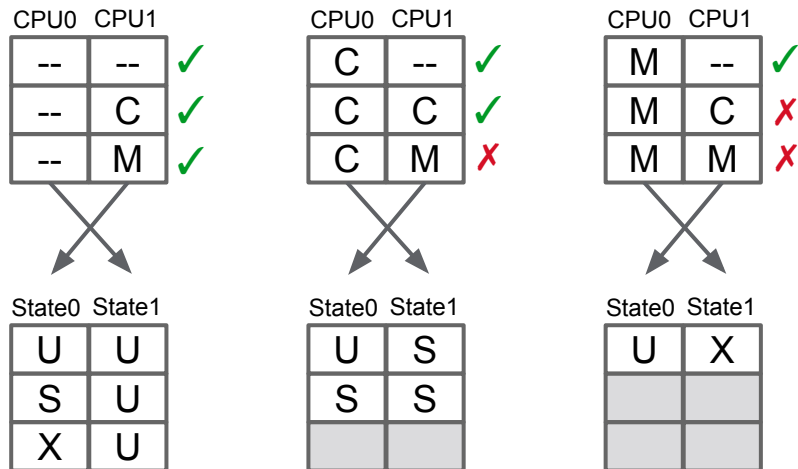 CPU0 CPU1 CPU0 CPU1 CPU0 CPU1
-- -- ✓ C -- ✓ M -- ✓
-- C ✓ C C ✓ M C ✗
-- M ✓ C M ✗ M M ✗
State0 State1 State0 State1 State0 State1
U U U S U X
S U S S
X U